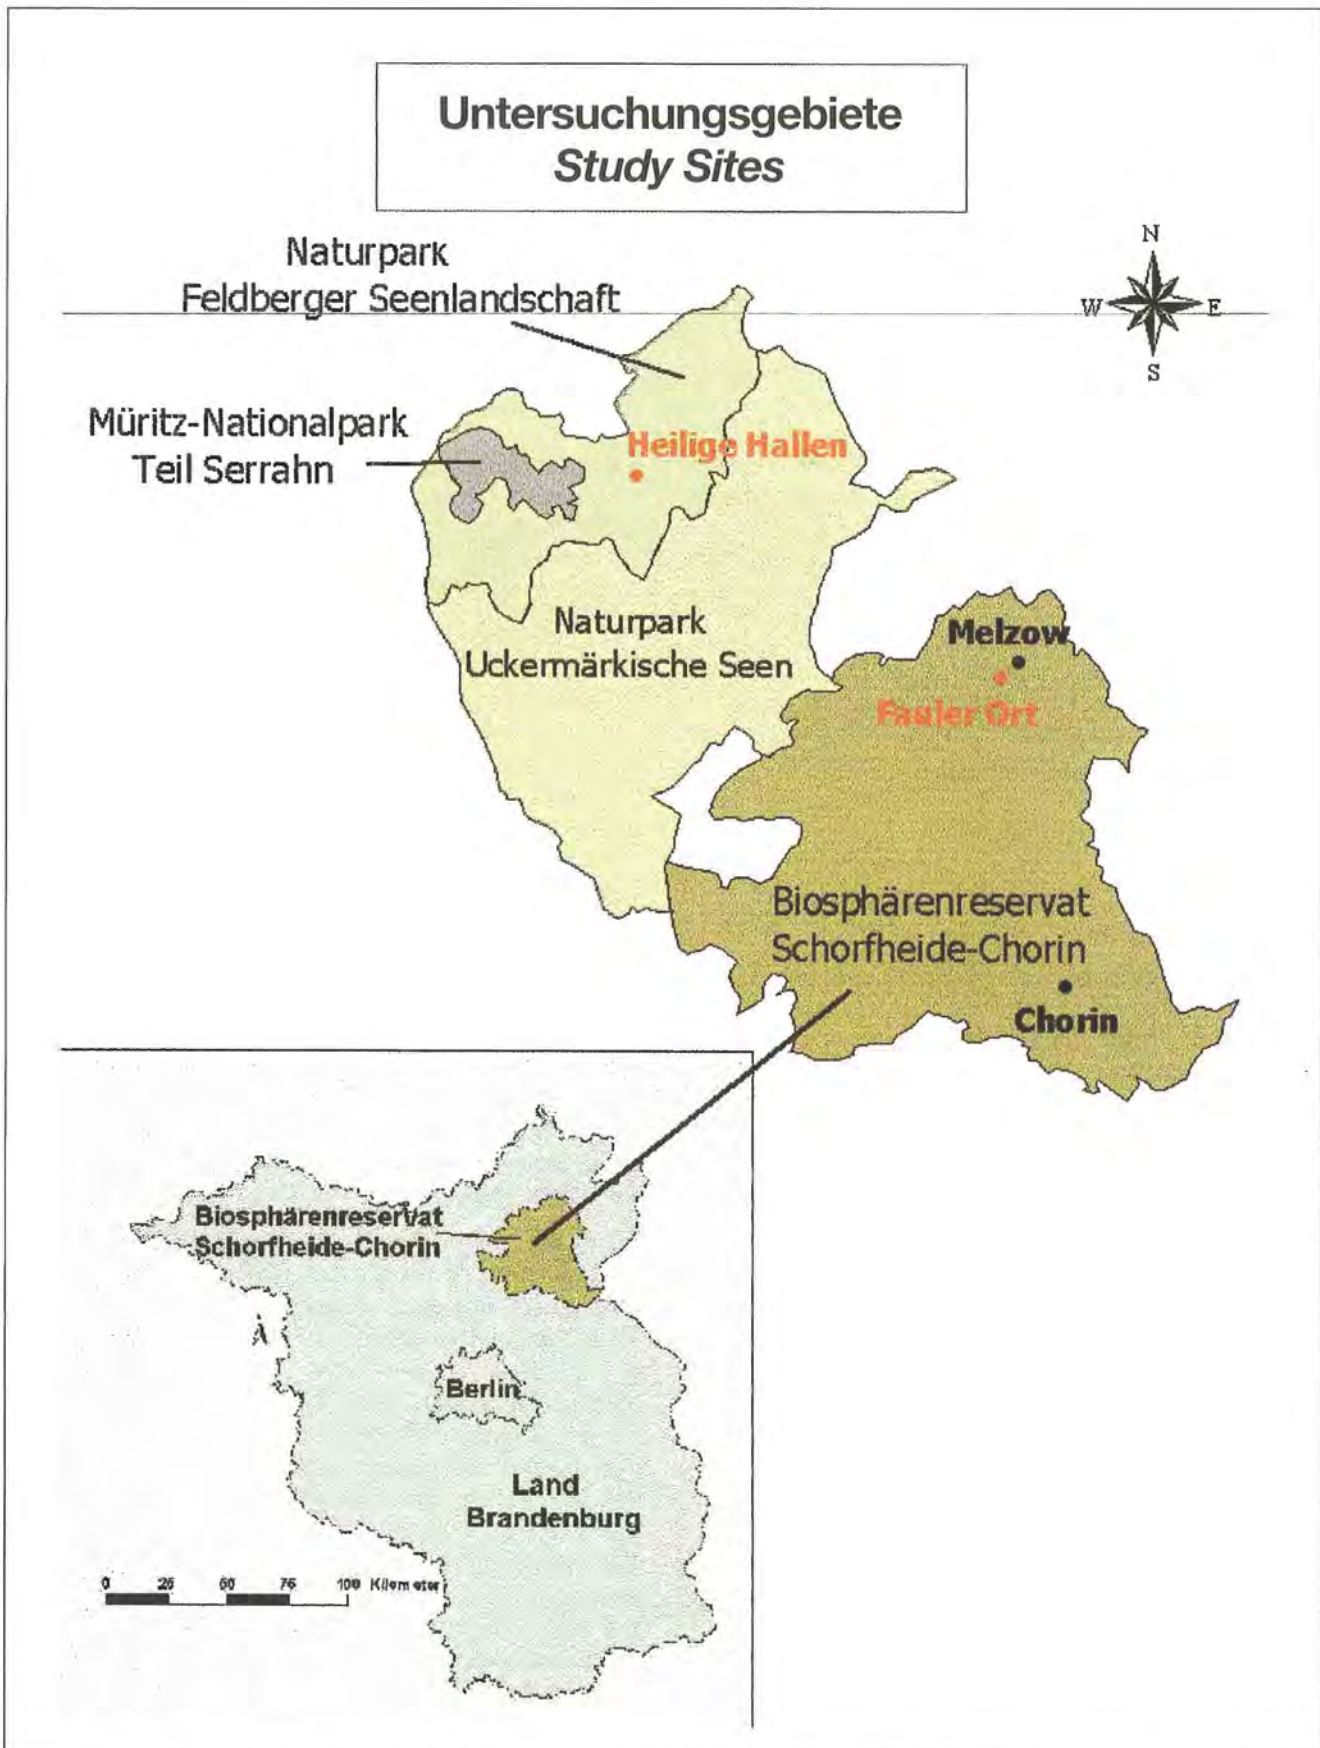 Untersuchungsgebiete
Study Sites
Naturpark
Feldberger Seenlandschaft
N
W
E
S
Müritz-Nationalpark
Teil Serrahn
Heilige Hallen
Naturpark
Uckermärkische Seen
Melzow
Fauler Ort
Biosphärenreservat
Schorfheide-Chorin
Chorin
Biosphärenreservat
Schorfheide-Chorin
Berlin
Land
Brandenburg
0 25 50 75 100 Kilometer